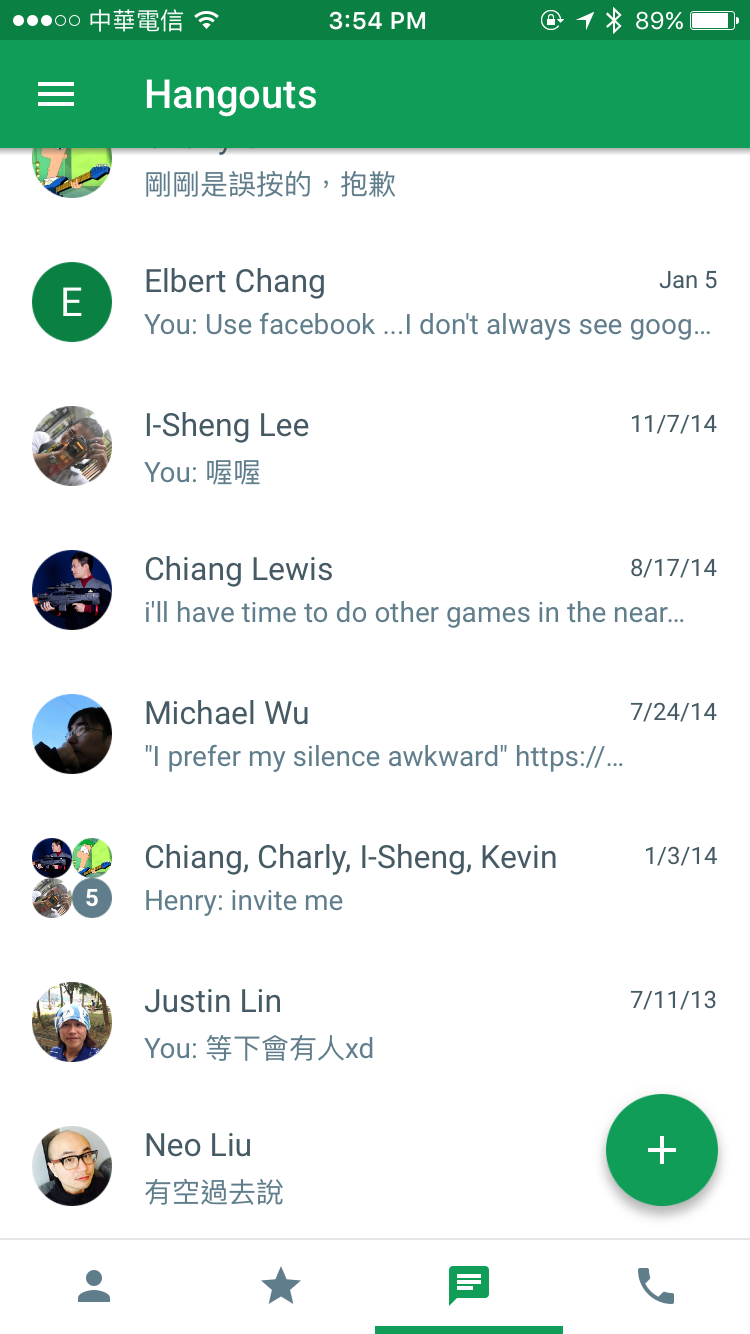 中華電信 3:54 PM 89%
Hangouts
剛剛是誤按的，抱歉
E Elbert Chang Jan 5
You: Use facebook ...I don't always see goog...
I-Sheng Lee 11/7/14
You: 喔喔
Chiang Lewis 8/17/14
i'll have time to do other games in the near...
Michael Wu 7/24/14
"I prefer my silence awkward" https://...
Chiang, Charly, I-Sheng, Kevin 1/3/14
5 Henry: invite me
Justin Lin 7/11/13
You: 等下會有人xd
Neo Liu
有空過去說